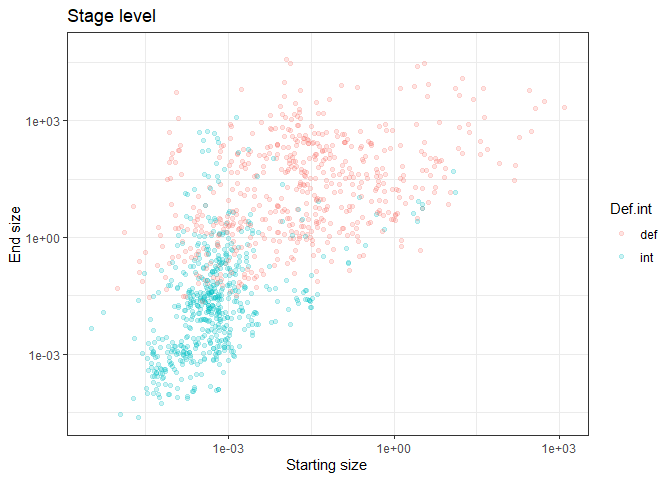 Stage level
1e+03
1e+00
1e-03
End size
1e-03
1e+00
1e+03
Starting size
Def.int
def
int